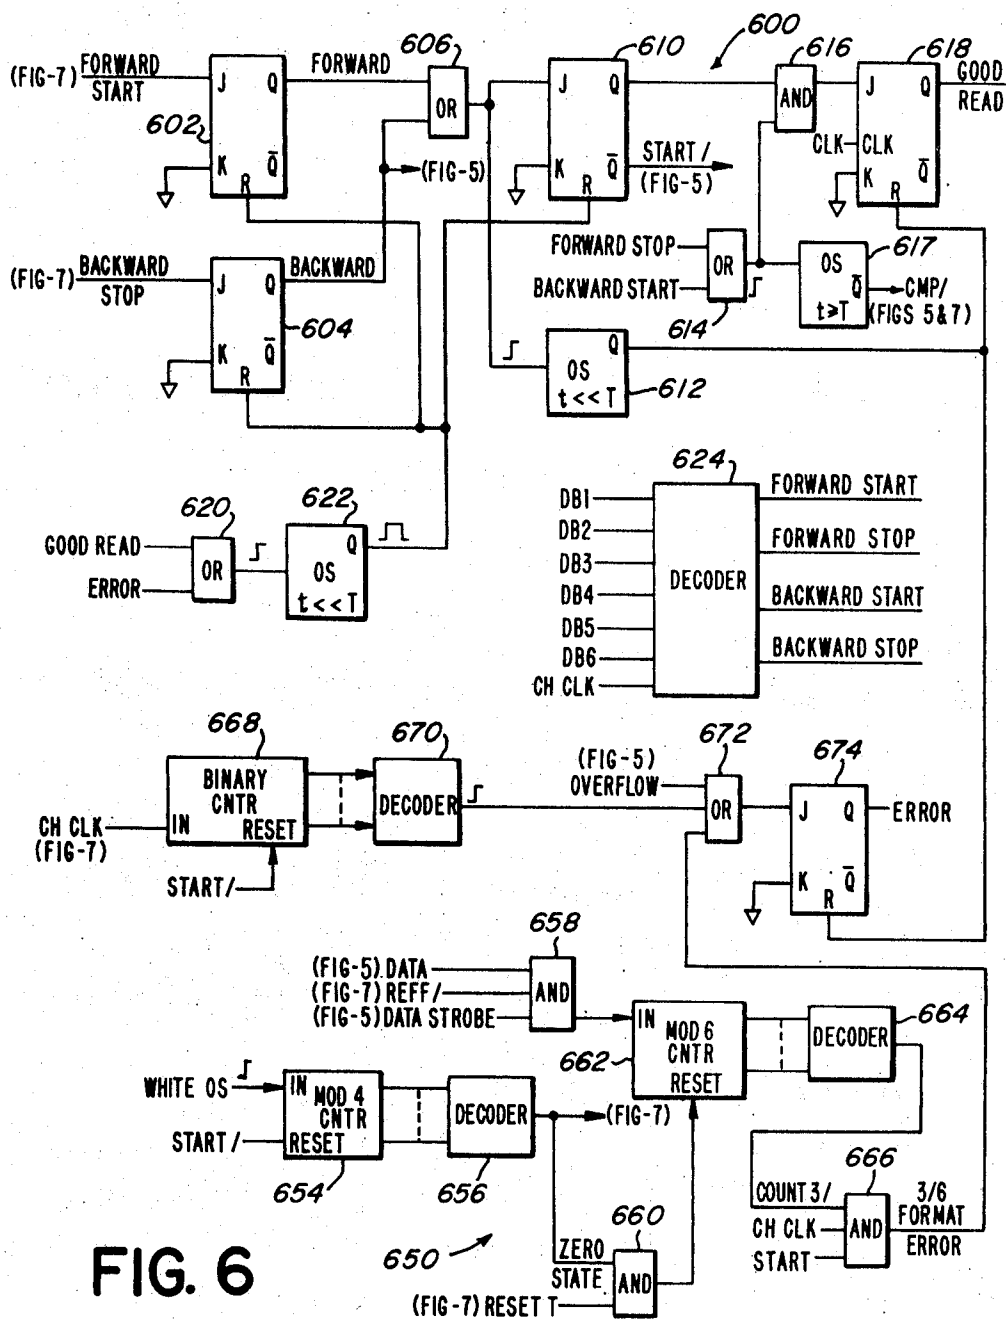 606
610
600
616
618
(FIG-7) FORWARD START
J Q
FORWARD
OR
J Q
AND
J Q
GOOD READ
602
K Q̅
R
(FIG-5)
K Q̅
R
START/
(FIG-5)
CLK
CLK
K Q̅
R
FORWARD STOP
BACKWARD START
OR
614
OS
Q̅
t≥T
617
CMP/
(FIGS 5&7)
(FIG-7) BACKWARD STOP
J Q
BACKWARD
604
K Q̅
R
Q
OS
t<<T
612
620
622
GOOD READ
ERROR
OR
Q
OS
t<<T
624
DB1
DB2
DB3
DB4
DB5
DB6
CH CLK
DECODER
FORWARD START
FORWARD STOP
BACKWARD START
BACKWARD STOP
668
670
672
674
BINARY CNTR
IN RESET
CH CLK
(FIG-7)
START/
DECODER
(FIG-5)
OVERFLOW
OR
J Q
ERROR
K Q̅
R
658
(FIG-5) DATA
(FIG-7) REFF/
(FIG-5) DATA STROBE
AND
IN MOD 6
CNTR
RESET
662
DECODER
664
WHITE OS
START/
IN MOD 4
CNTR
RESET
654
DECODER
656
(FIG-7)
666
COUNT 3/
CH CLK
START
AND
3/6
FORMAT
ERROR
650
660
ZERO
STATE
(FIG-7) RESET T
AND
FIG. 6